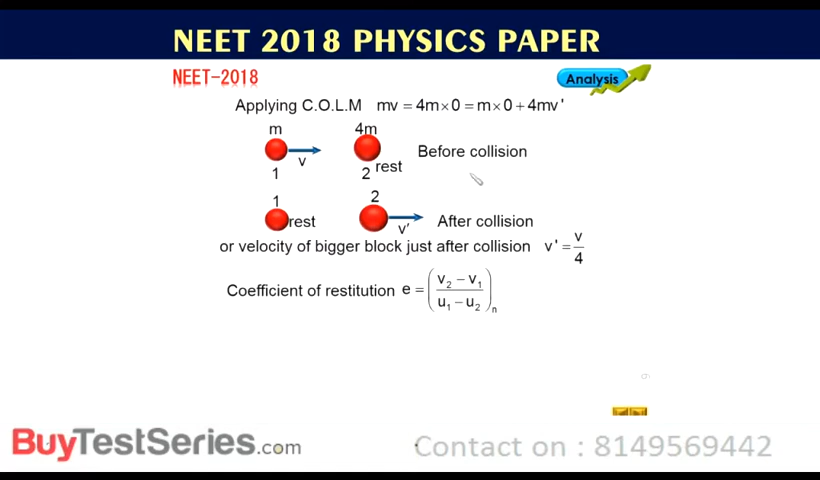 NEET 2018 PHYSICS PAPER
NEET-2018
Analysis
Applying C.O.L.M mv = 4m×0 = m×0 + 4mv'
m 4m
v
Before collision
1 2 rest
1 2
rest
v'
After collision
or velocity of bigger block just after collision v' = v/4
Coefficient of restitution e = ((v₂ − v₁)/(u₁ − u₂))ₙ
BuyTestSeries.com
Contact on : 8149569442